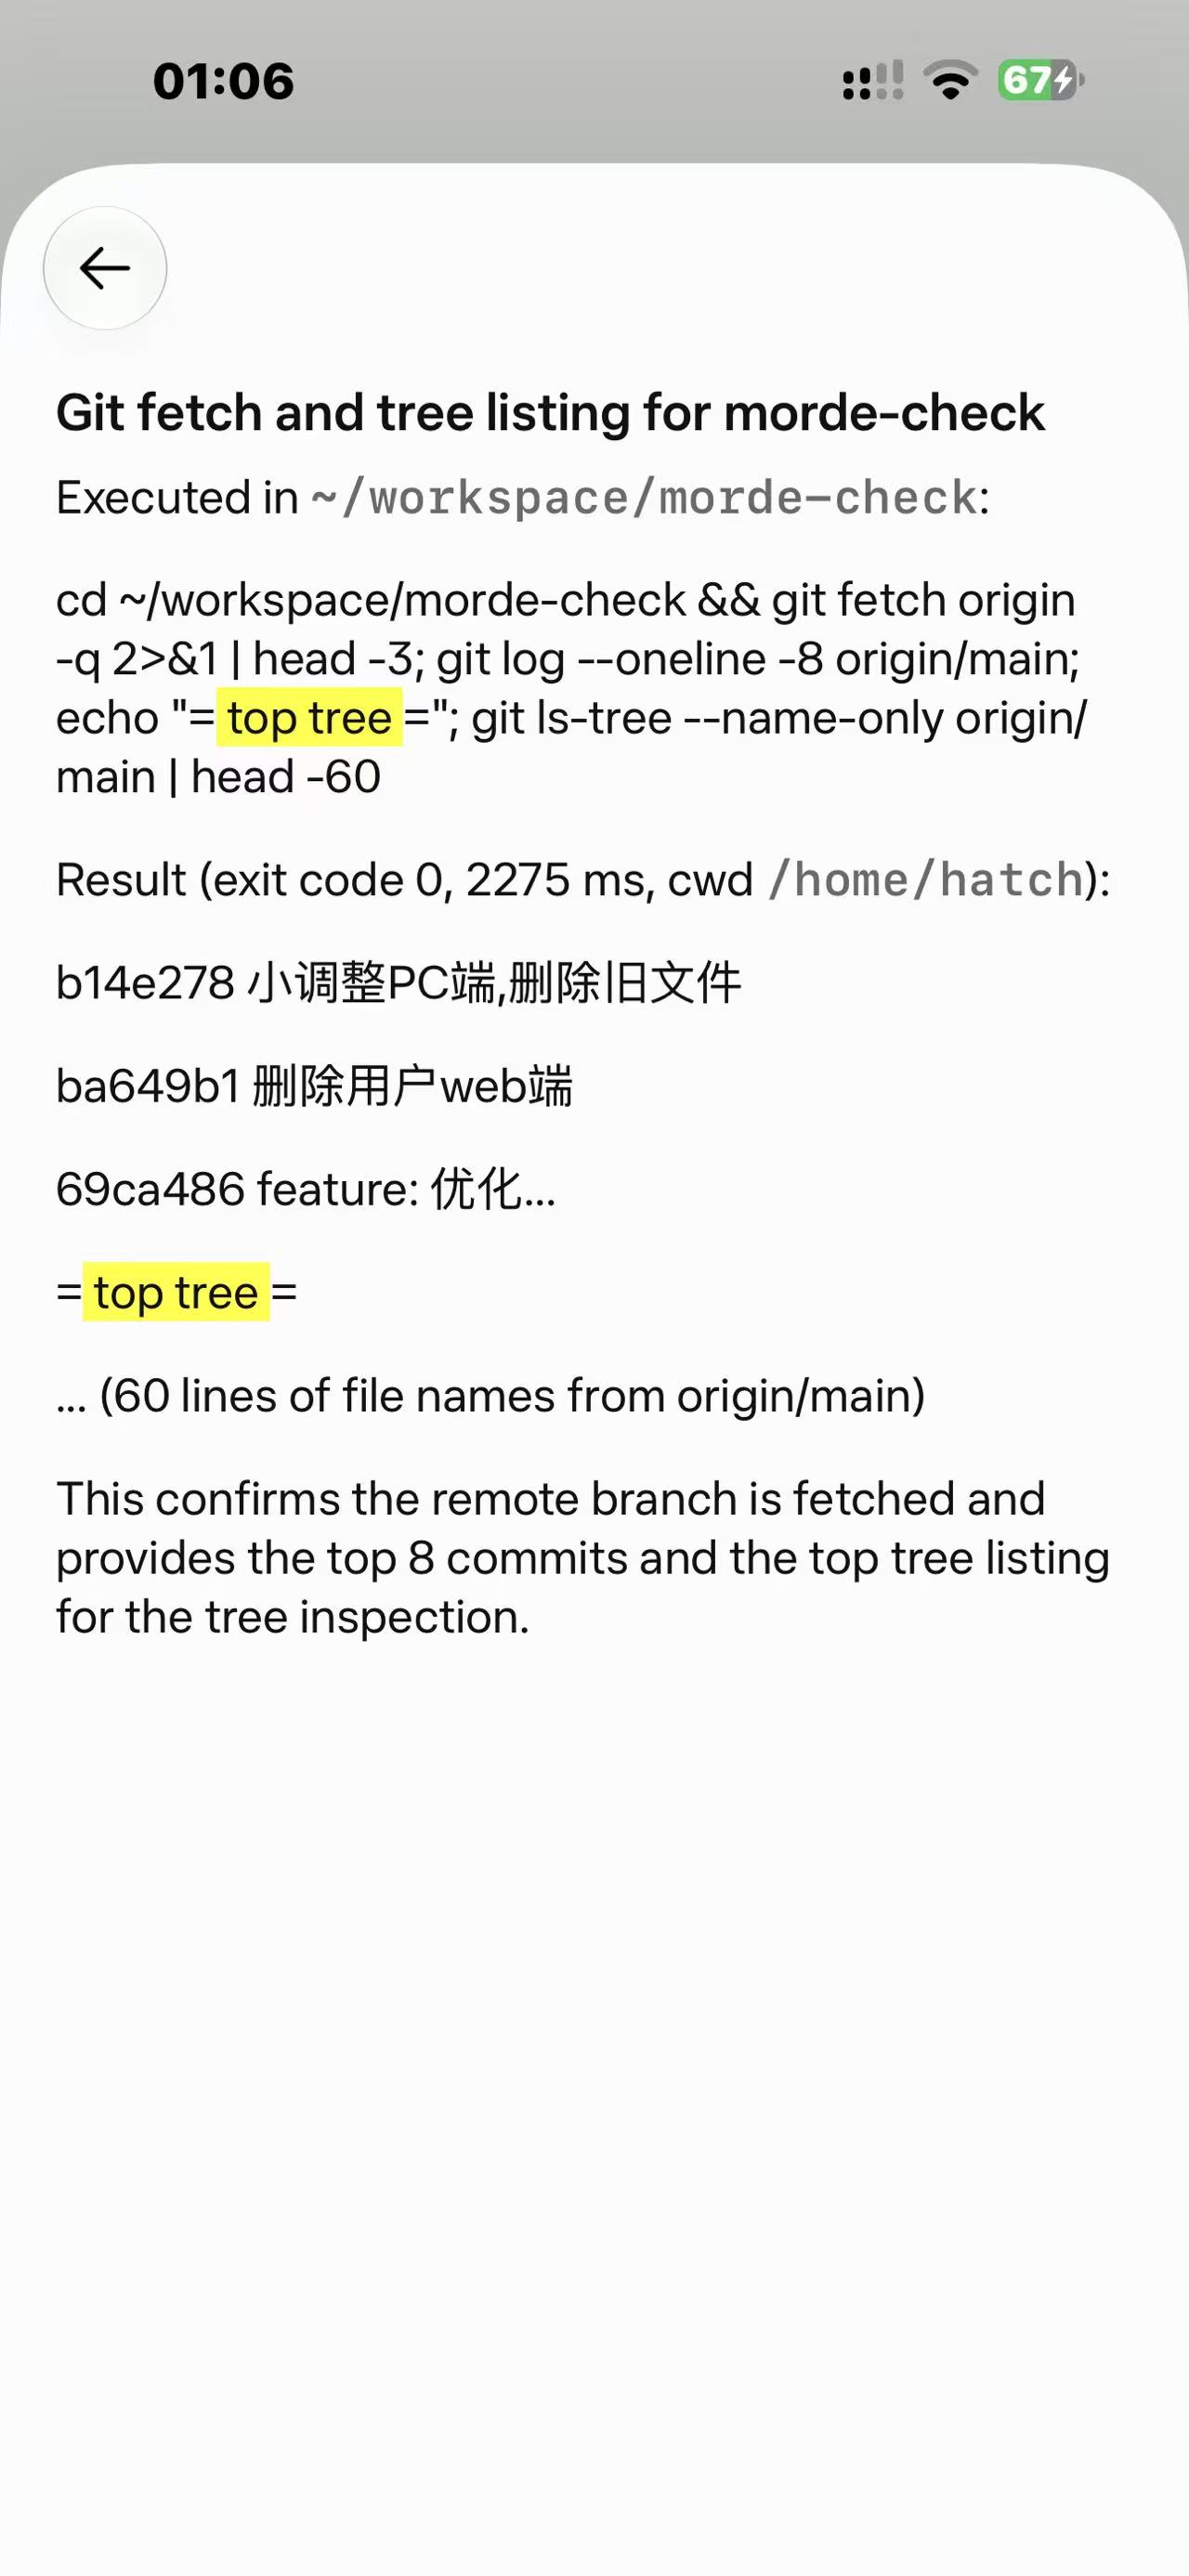 01:06
67
Git fetch and tree listing for morde-check
Executed in ~/workspace/morde-check:
cd ~/workspace/morde-check && git fetch origin
-q 2>&1 | head -3; git log --oneline -8 origin/main;
echo "= top tree ="; git ls-tree --name-only origin/
main | head -60
Result (exit code 0, 2275 ms, cwd /home/hatch):
b14e278 小调整PC端,删除旧文件
ba649b1 删除用户web端
69ca486 feature: 优化...
= top tree =
... (60 lines of file names from origin/main)
This confirms the remote branch is fetched and
provides the top 8 commits and the top tree listing
for the tree inspection.